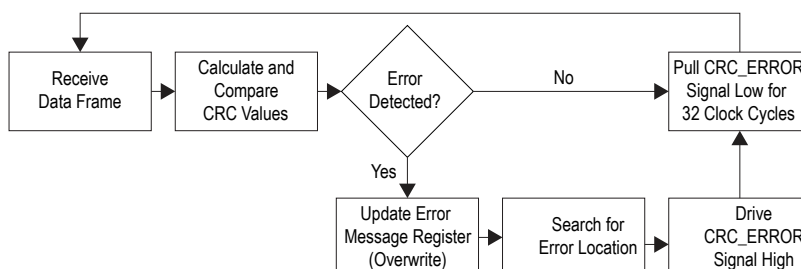 Receive
Data Frame
Calculate and
Compare
CRC Values
Error
Detected?
No
Pull CRC_ERROR
Signal Low for
32 Clock Cycles
Yes
Update Error
Message Register
(Overwrite)
Search for
Error Location
Drive
CRC_ERROR
Signal High